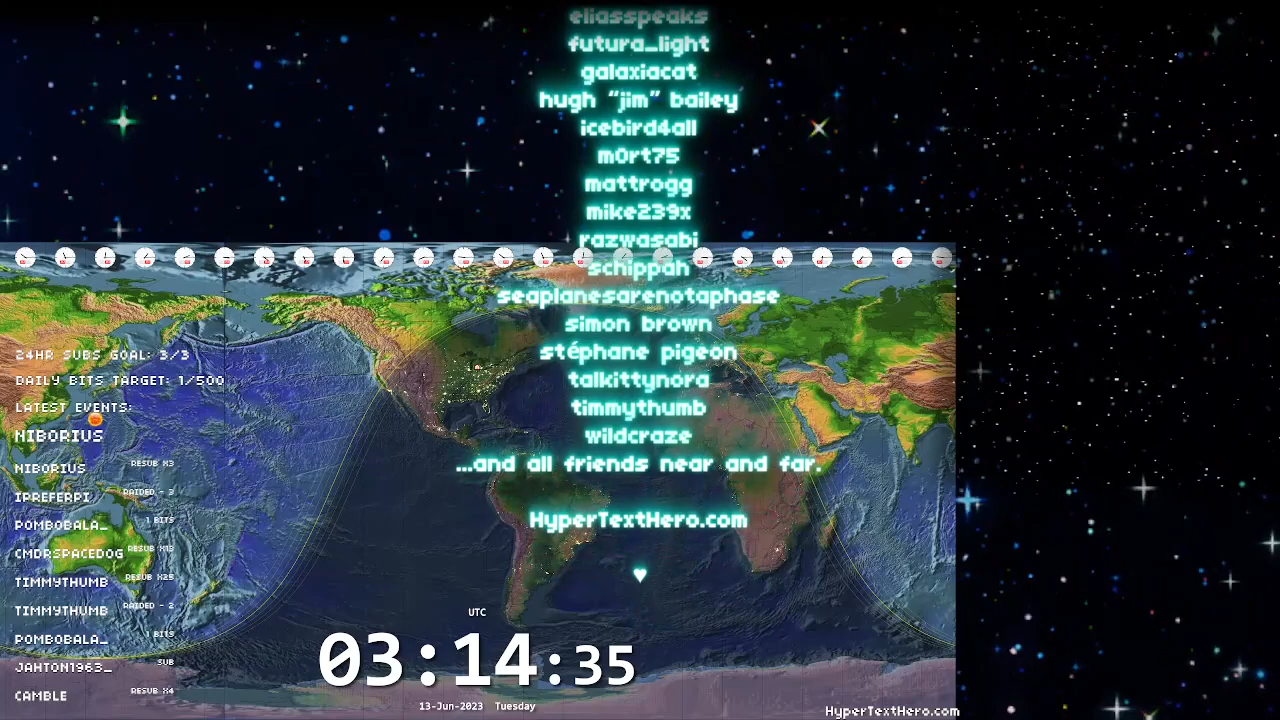 eliasspeaks
futura_light
galaxiacat
hugh "jim" bailey
icebird4all
m0rt75
mattrogg
mike239x
razwasabi
schippah
seaplanesarenotaphase
simon brown
stéphane pigeon
talkittynora
timmythumb
wildcraze
...and all friends near and far.
HyperTextHero.com
♥
24HR SUBS GOAL: 3/3
DAILY BITS TARGET: 1/500
LATEST EVENTS:
NIBORIUS
NIBORIUS RESUB X3
IPREFERPI RAIDED - 3
POMBOBALA_ 1 BITS
CMDRSPACEDOG RESUB X13
TIMMYTHUMB RESUB X25
TIMMYTHUMB RAIDED - 2
POMBOBALA_ 1 BITS
JAHTON1963_ SUB
CAMBLE RESUB X4
UTC
03:14:35
13-Jun-2023 Tuesday
HyperTextHero.com